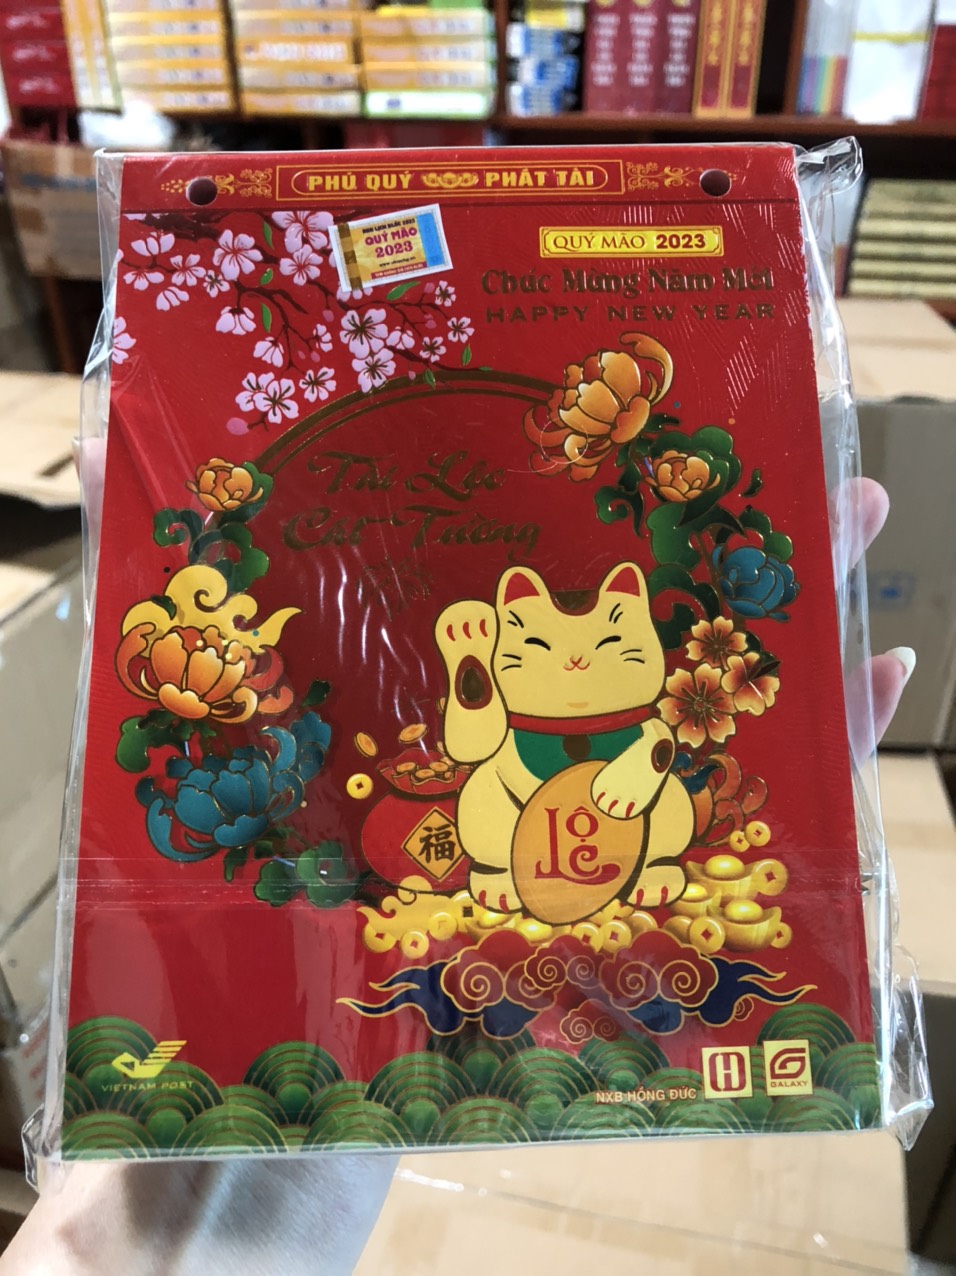 PHÚ QUÝ PHÁT TÀI
QUÝ MÃO
2023
QUÝ MÃO 2023
Chúc Mừng Năm Mới
HAPPY NEW YEAR
Tài Lộc
Cát Tường
福
LỘC
VIETNAM POST
NXB HỒNG ĐỨC
H
GALAXY